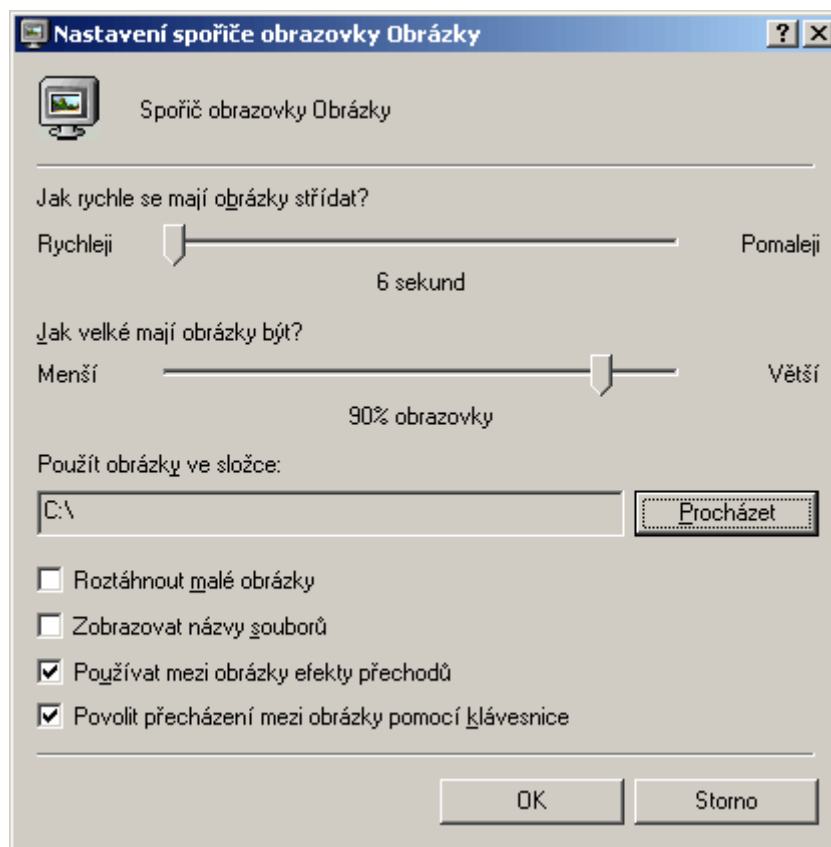 Nastavení spořiče obrazovky Obrázky
Spořič obrazovky Obrázky
Jak rychle se mají obrázky střídat?
Rychleji Pomaleji
6 sekund
Jak velké mají obrázky být?
Menší Větší
90% obrazovky
Použít obrázky ve složce:
C:\ Procházet
Roztáhnout malé obrázky
Zobrazovat názvy souborů
Používat mezi obrázky efekty přechodů
Povolit přecházení mezi obrázky pomocí klávesnice
OK Storno